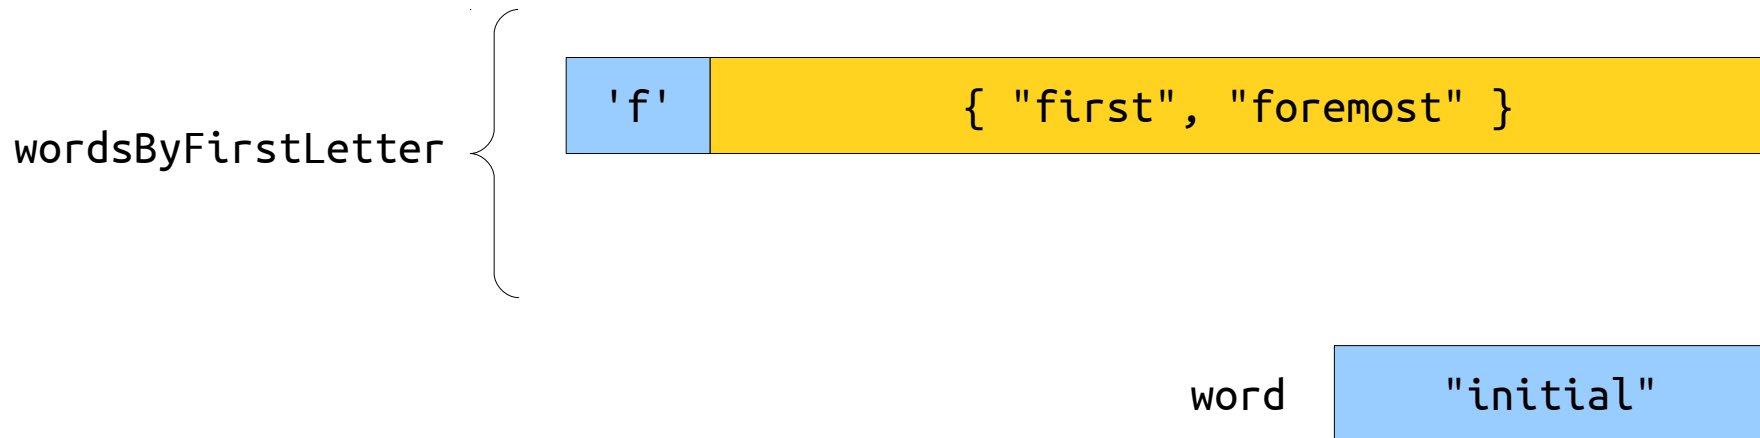 'f' { "first", "foremost" }
wordsByFirstLetter
word "initial"